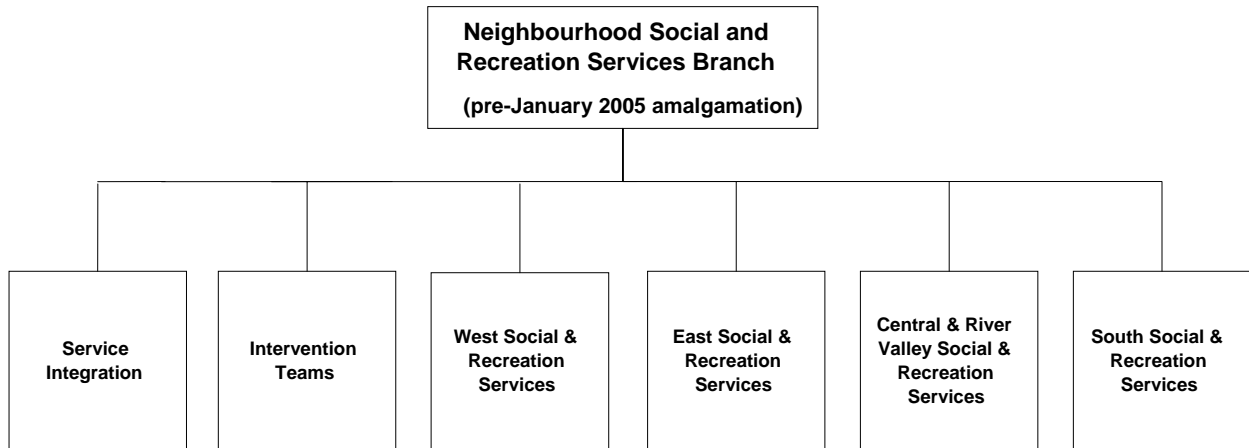 Neighbourhood Social and
Recreation Services Branch
(pre-January 2005 amalgamation)
Service
Integration
Intervention
Teams
West Social &
Recreation
Services
East Social &
Recreation
Services
Central & River
Valley Social &
Recreation
Services
South Social &
Recreation
Services